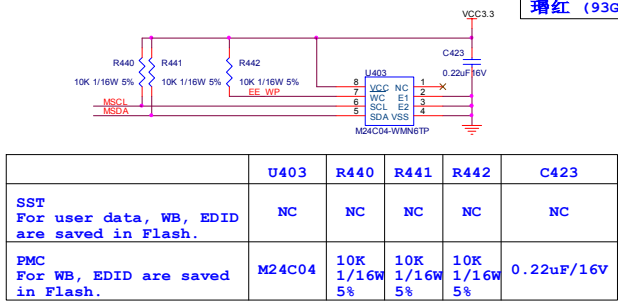 增红 (93G
VCC3.3
R440
R441
R442
C423
10K 1/16W 5%
10K 1/16W 5%
10K 1/16W 5%
0.22uF/16V
U403
EE_WP
MSCL
MSDA
8 VCC NC 1
7 WC E1 2
6 SCL E2 3
5 SDA VSS 4
M24C04-WMN6TP
U403 R440 R441 R442 C423
SST
For user data, WB, EDID
are saved in Flash.
NC NC NC NC NC
PMC
For WB, EDID are saved
in Flash.
M24C04
10K
1/16W
5%
10K
1/16W
5%
10K
1/16W
5%
0.22uF/16V